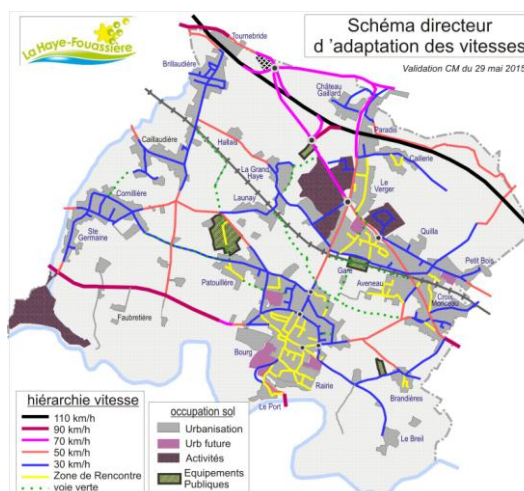 La Haye-Fouassière
Schéma directeur
d 'adaptation des vitesses
Validation CM du 29 mai 2015
Tournebride
Brillaudière
Château
Gaillard
Paradis
Caillaudière
Hallais
Caillerie
La Grand
Haye
Le
Verger
Cornillière
Launay
Ste
Germaine
Quilla
Petit Bois
Patouillère
Gare
Aveneau
Croix
Moriceau
Faubretière
Bourg
Rairie
Le Port
Brandières
Le Breil
hiérarchie vitesse
110 km/h
90 km/h
70 km/h
50 km/h
30 km/h
Zone de Rencontre
voie verte
occupation sol
Urbanisation
Urb future
Activités
Equipements
Publiques